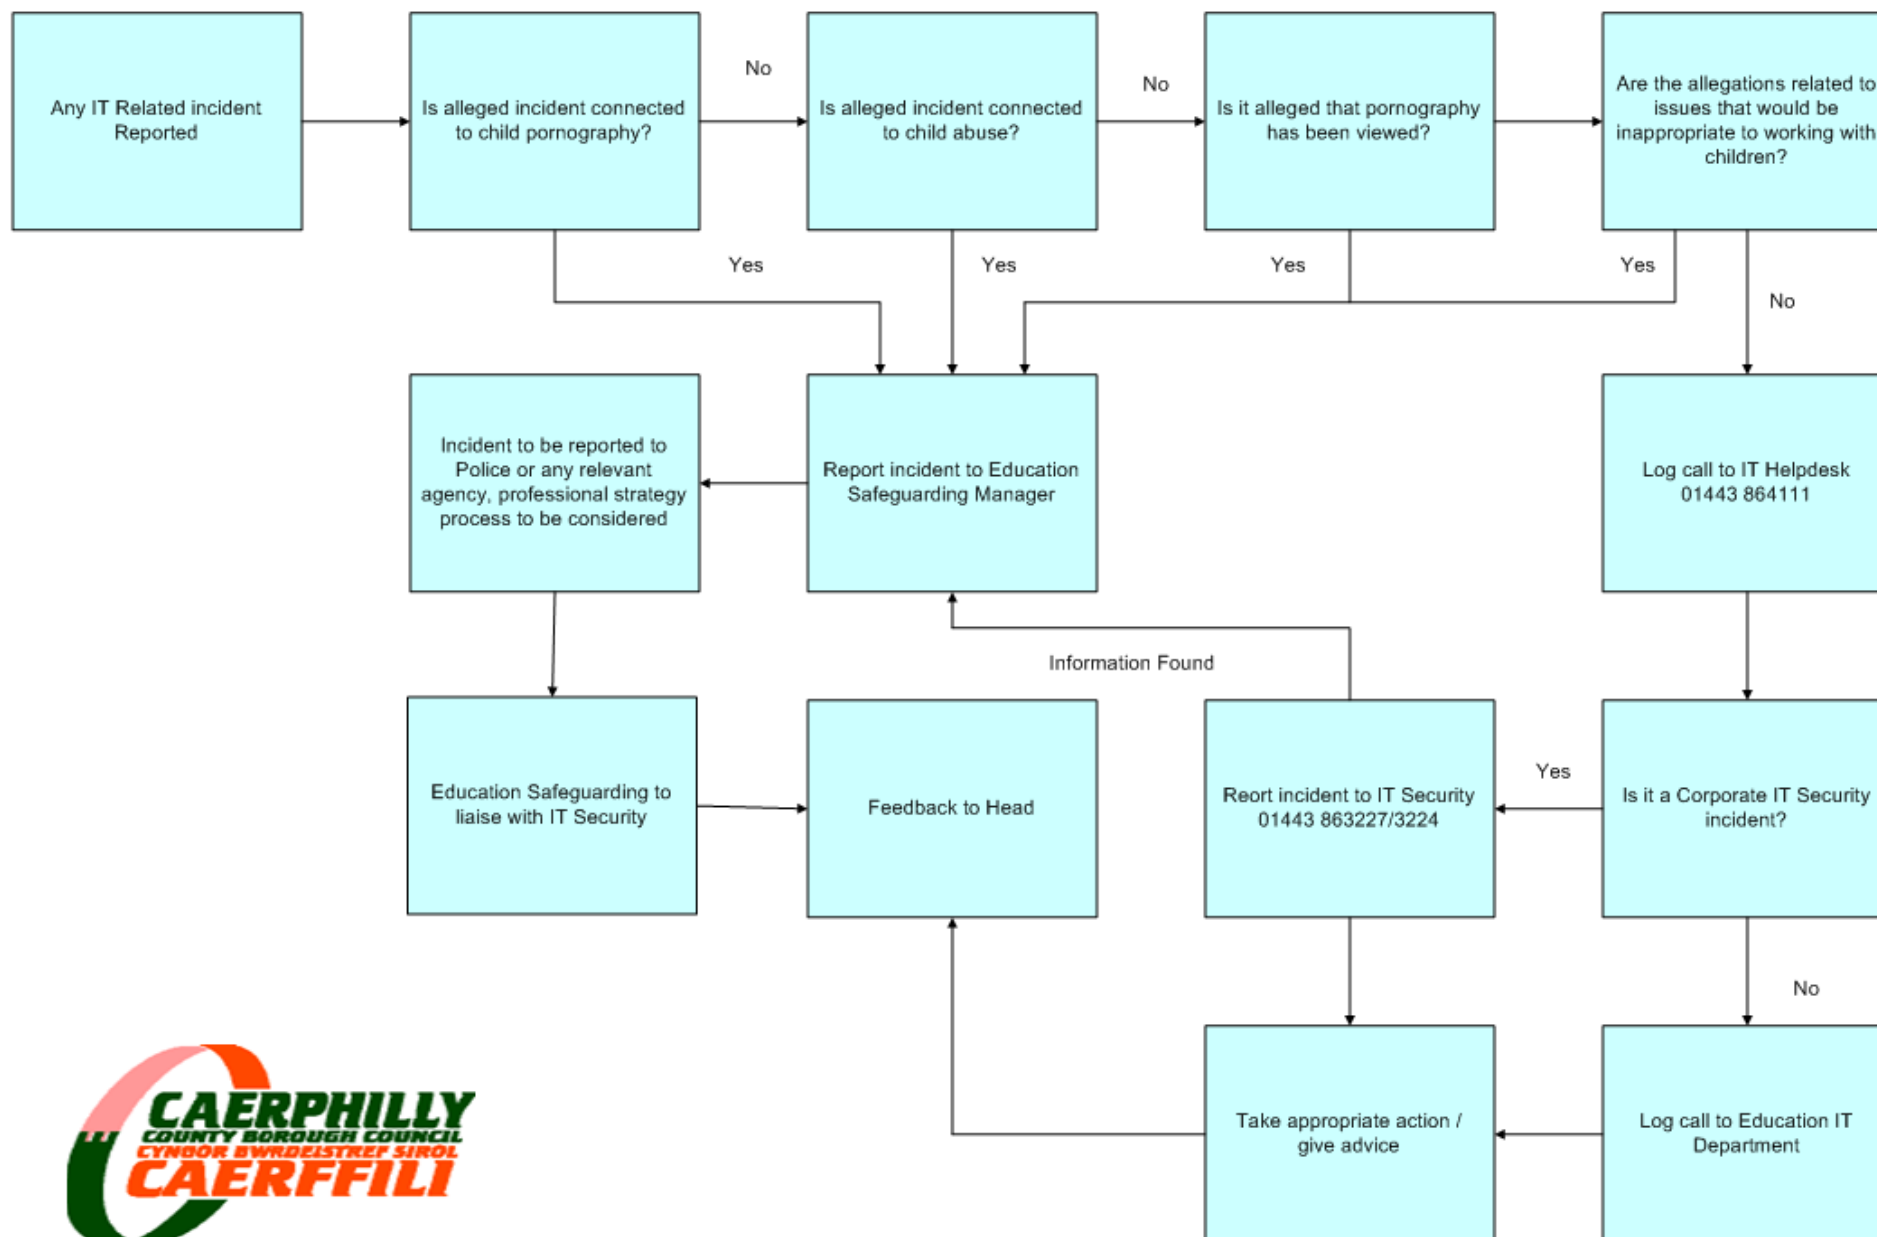 Any IT Related incident
Reported
Is alleged incident connected
to child pornography?
No
Is alleged incident connected
to child abuse?
No
Is it alleged that pornography
has been viewed?
Are the allegations related to
issues that would be
inappropriate to working with
children?
Yes
Yes
Yes
Yes
No
Incident to be reported to
Police or any relevant
agency, professional strategy
process to be considered
Report incident to Education
Safeguarding Manager
Log call to IT Helpdesk
01443 864111
Information Found
Education Safeguarding to
liaise with IT Security
Feedback to Head
Reort incident to IT Security
01443 863227/3224
Yes
Is it a Corporate IT Security
incident?
No
Take appropriate action /
give advice
Log call to Education IT
Department
CAERPHILLY
COUNTY BOROUGH COUNCIL
CYNGOR BWRDEISTREF SIROL
CAERFFILI